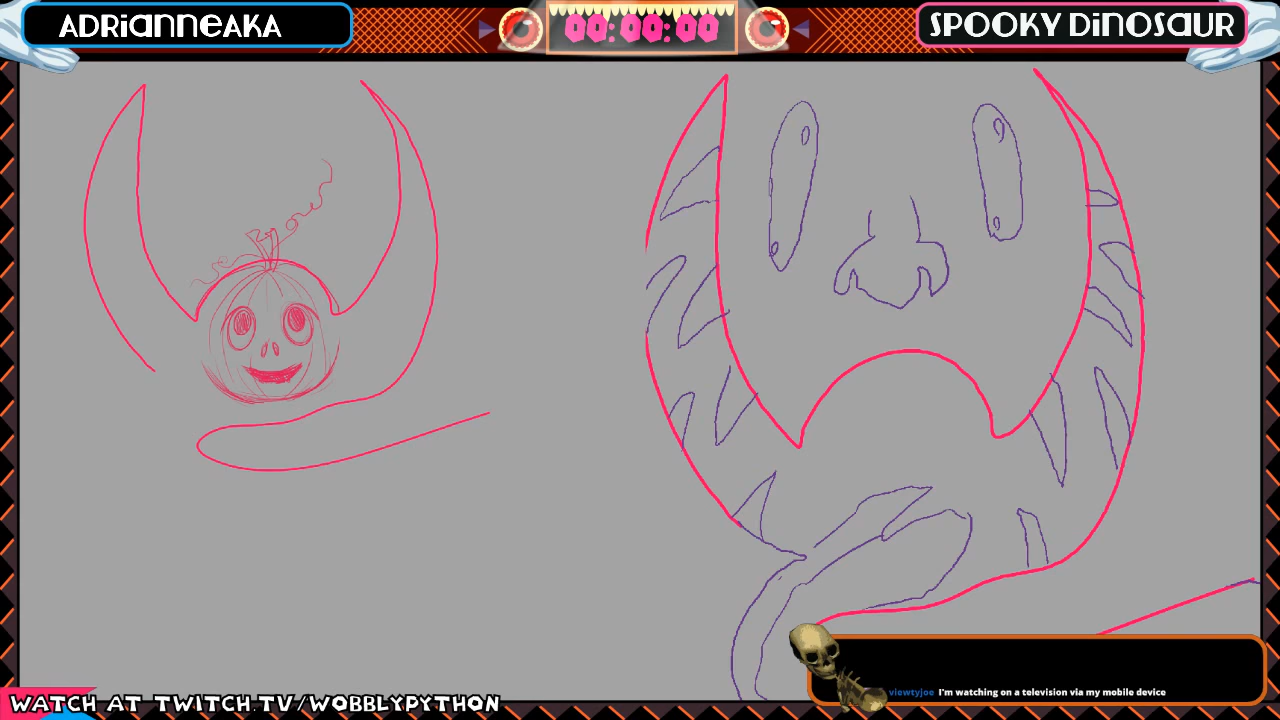 ADRIANNEAKA
00:00:00
SPOOKY DINOSAUR
viewtyjoe I'm watching on a television via my mobile device
WATCH AT TWITCH.TV/WOBBLYPYTHON